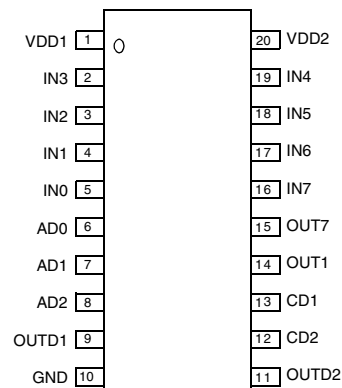 VDD1 1 20 VDD2
IN3 2 19 IN4
IN2 3 18 IN5
IN1 4 17 IN6
IN0 5 16 IN7
AD0 6 15 OUT7
AD1 7 14 OUT1
AD2 8 13 CD1
OUTD1 9 12 CD2
GND 10 11 OUTD2